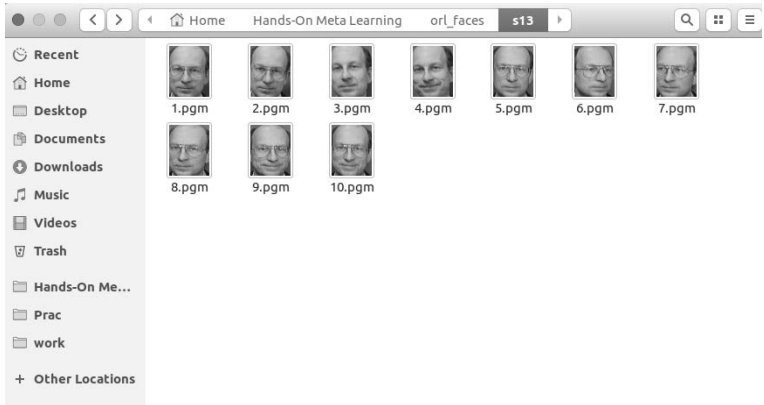 Home Hands-On Meta Learning orl_faces s13
Recent
Home
Desktop
Documents
Downloads
Music
Videos
Trash
Hands-On Me...
Prac
work
+ Other Locations
1.pgm 2.pgm 3.pgm 4.pgm 5.pgm 6.pgm 7.pgm
8.pgm 9.pgm 10.pgm